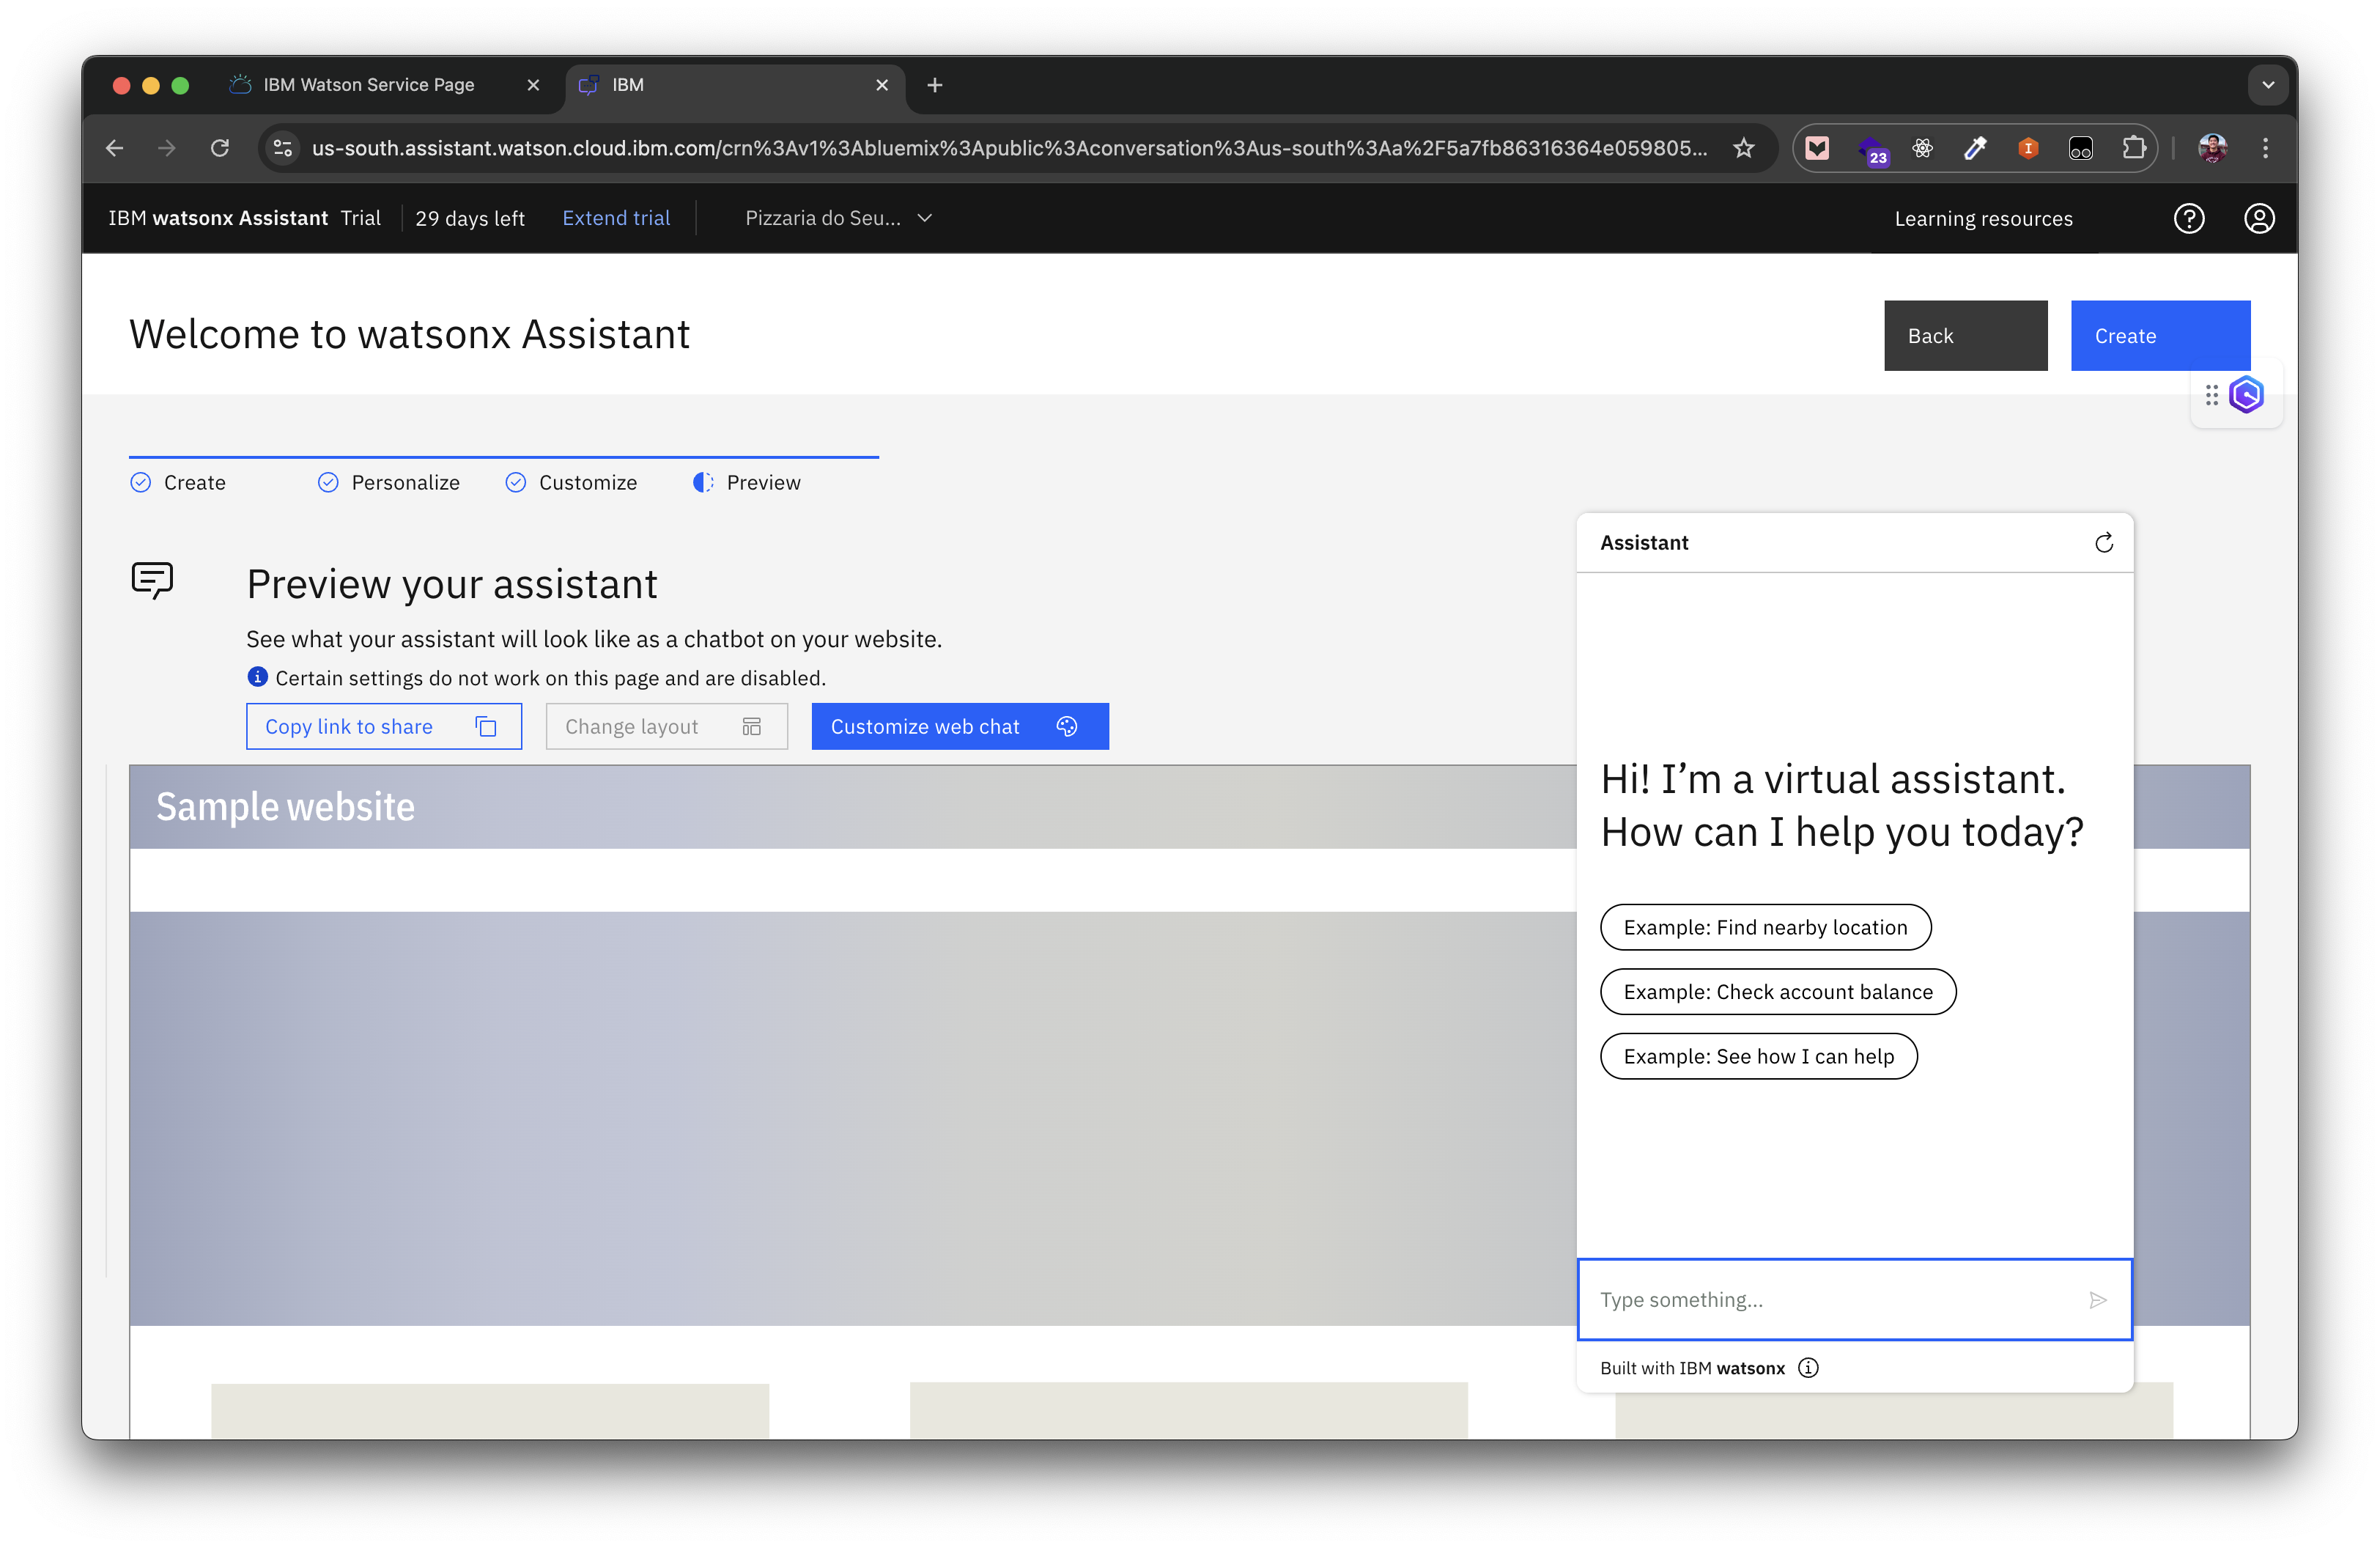 IBM Watson Service Page
IBM
us-south.assistant.watson.cloud.ibm.com/crn%3Av1%3Abluemix%3Apublic%3Aconversation%3Aus-south%3Aa%2F5a7fb86316364e059805...
23
I
IBM watsonx Assistant Trial
29 days left
Extend trial
Pizzaria do Seu...
Learning resources
Welcome to watsonx Assistant
Back
Create
Create
Personalize
Customize
Preview
Preview your assistant
See what your assistant will look like as a chatbot on your website.
Certain settings do not work on this page and are disabled.
Copy link to share
Change layout
Customize web chat
Sample website
Assistant
Hi! I’m a virtual assistant.
How can I help you today?
Example: Find nearby location
Example: Check account balance
Example: See how I can help
Type something...
Built with IBM watsonx